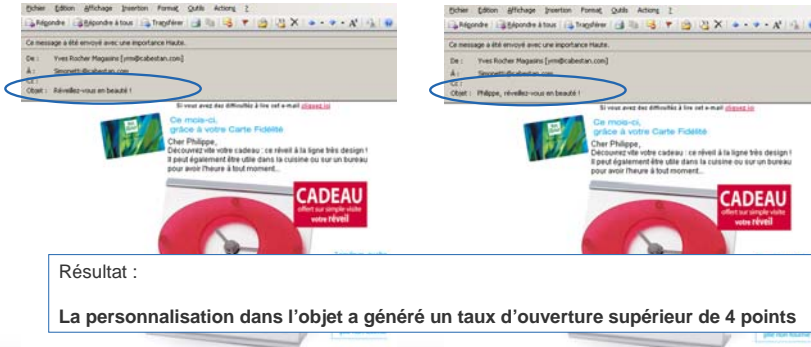 Fichier Edition Affichage Insertion Format Outils Actions ?
Répondre Répondre à tous Transférer
Ce message a été envoyé avec une importance Haute.
De : Yves Rocher Magasins [yrm@cabestan.com]
À : Simonetti@cabestan.com
Cc :
Objet : Réveillez-vous en beauté !
Si vous avez des difficultés à lire cet e-mail cliquez ici
Ce mois-ci,
grâce à votre Carte Fidélité
Cher Philippe,
Découvrez vite votre cadeau : ce réveil à la ligne très design !
Il peut également être utile dans la cuisine ou sur un bureau
pour avoir l'heure à tout moment...
CADEAU
offert sur simple visite
votre réveil
Fichier Edition Affichage Insertion Format Outils Actions ?
Répondre Répondre à tous Transférer
Ce message a été envoyé avec une importance Haute.
De : Yves Rocher Magasins [yrm@cabestan.com]
À : Simonetti@cabestan.com
Cc :
Objet : Philippe, réveillez-vous en beauté !
Si vous avez des difficultés à lire cet e-mail cliquez ici
Ce mois-ci,
grâce à votre Carte Fidélité
Cher Philippe,
Découvrez vite votre cadeau : ce réveil à la ligne très design !
Il peut également être utile dans la cuisine ou sur un bureau
pour avoir l'heure à tout moment...
CADEAU
offert sur simple visite
votre réveil
Résultat :
La personnalisation dans l'objet a généré un taux d'ouverture supérieur de 4 points